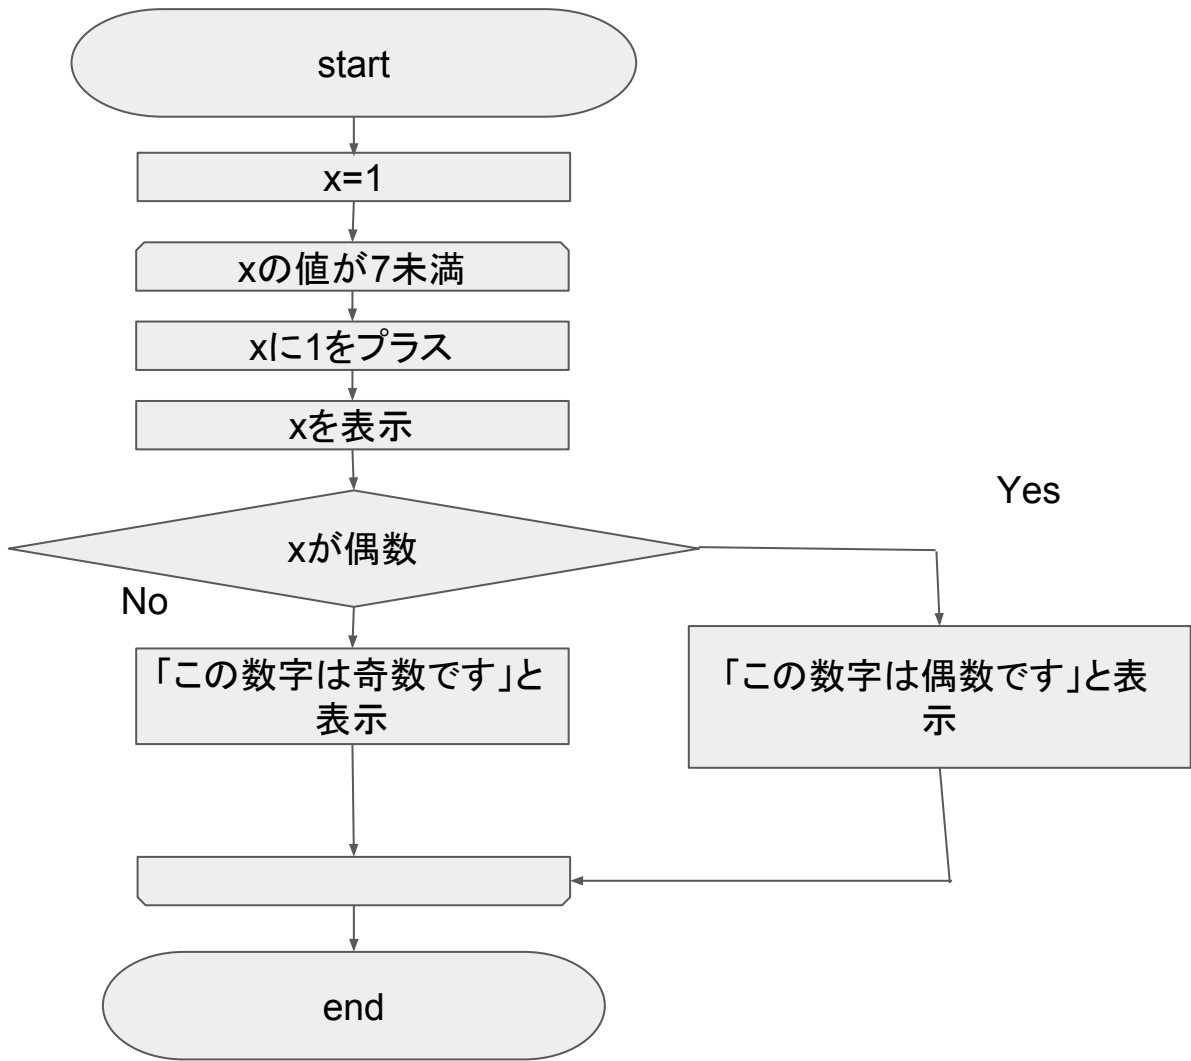 start
x=1
xの値が7未満
xに1をプラス
xを表示
Yes
xが偶数
No
「この数字は奇数です」と
表示
「この数字は偶数です」と表
示
end